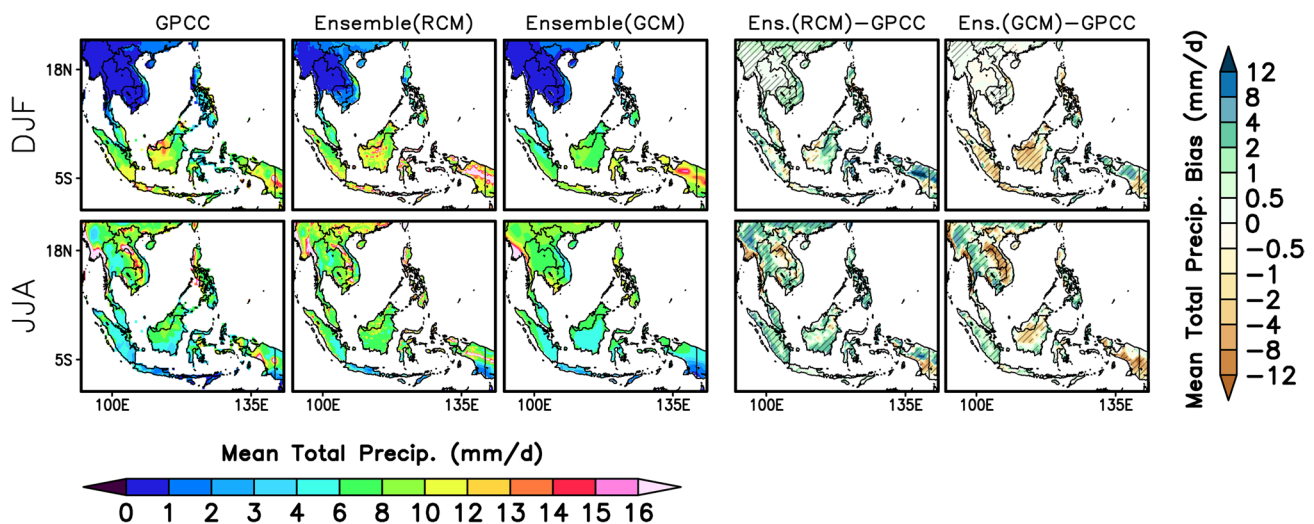 GPCC Ensemble(RCM) Ensemble(GCM) Ens.(RCM)−GPCC Ens.(GCM)−GPCC
DJF
18N
5S
JJA
18N
5S
100E 135E 100E 135E 100E 135E 100E 135E 100E 135E
Mean Total Precip. (mm/d)
0 1 2 3 4 6 8 10 12 13 14 15 16
Mean Total Precip. Bias (mm/d)
12
8
4
2
1
0.5
0
−0.5
−1
−2
−4
−8
−12